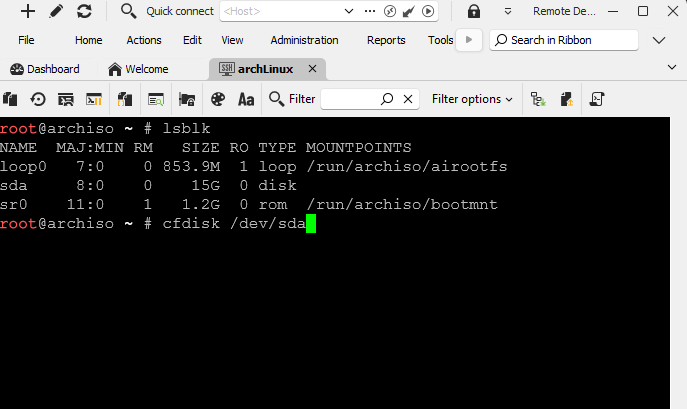 Quick connect <Host> Remote De...
File Home Actions Edit View Administration Reports Tools Search in Ribbon
Dashboard Welcome SSH archLinux
Filter Aa Filter Filter options
root@archiso ~ # lsblk
NAME MAJ:MIN RM SIZE RO TYPE MOUNTPOINTS
loop0 7:0 0 853.9M 1 loop /run/archiso/airootfs
sda 8:0 0 15G 0 disk
sr0 11:0 1 1.2G 0 rom /run/archiso/bootmnt
root@archiso ~ # cfdisk /dev/sda